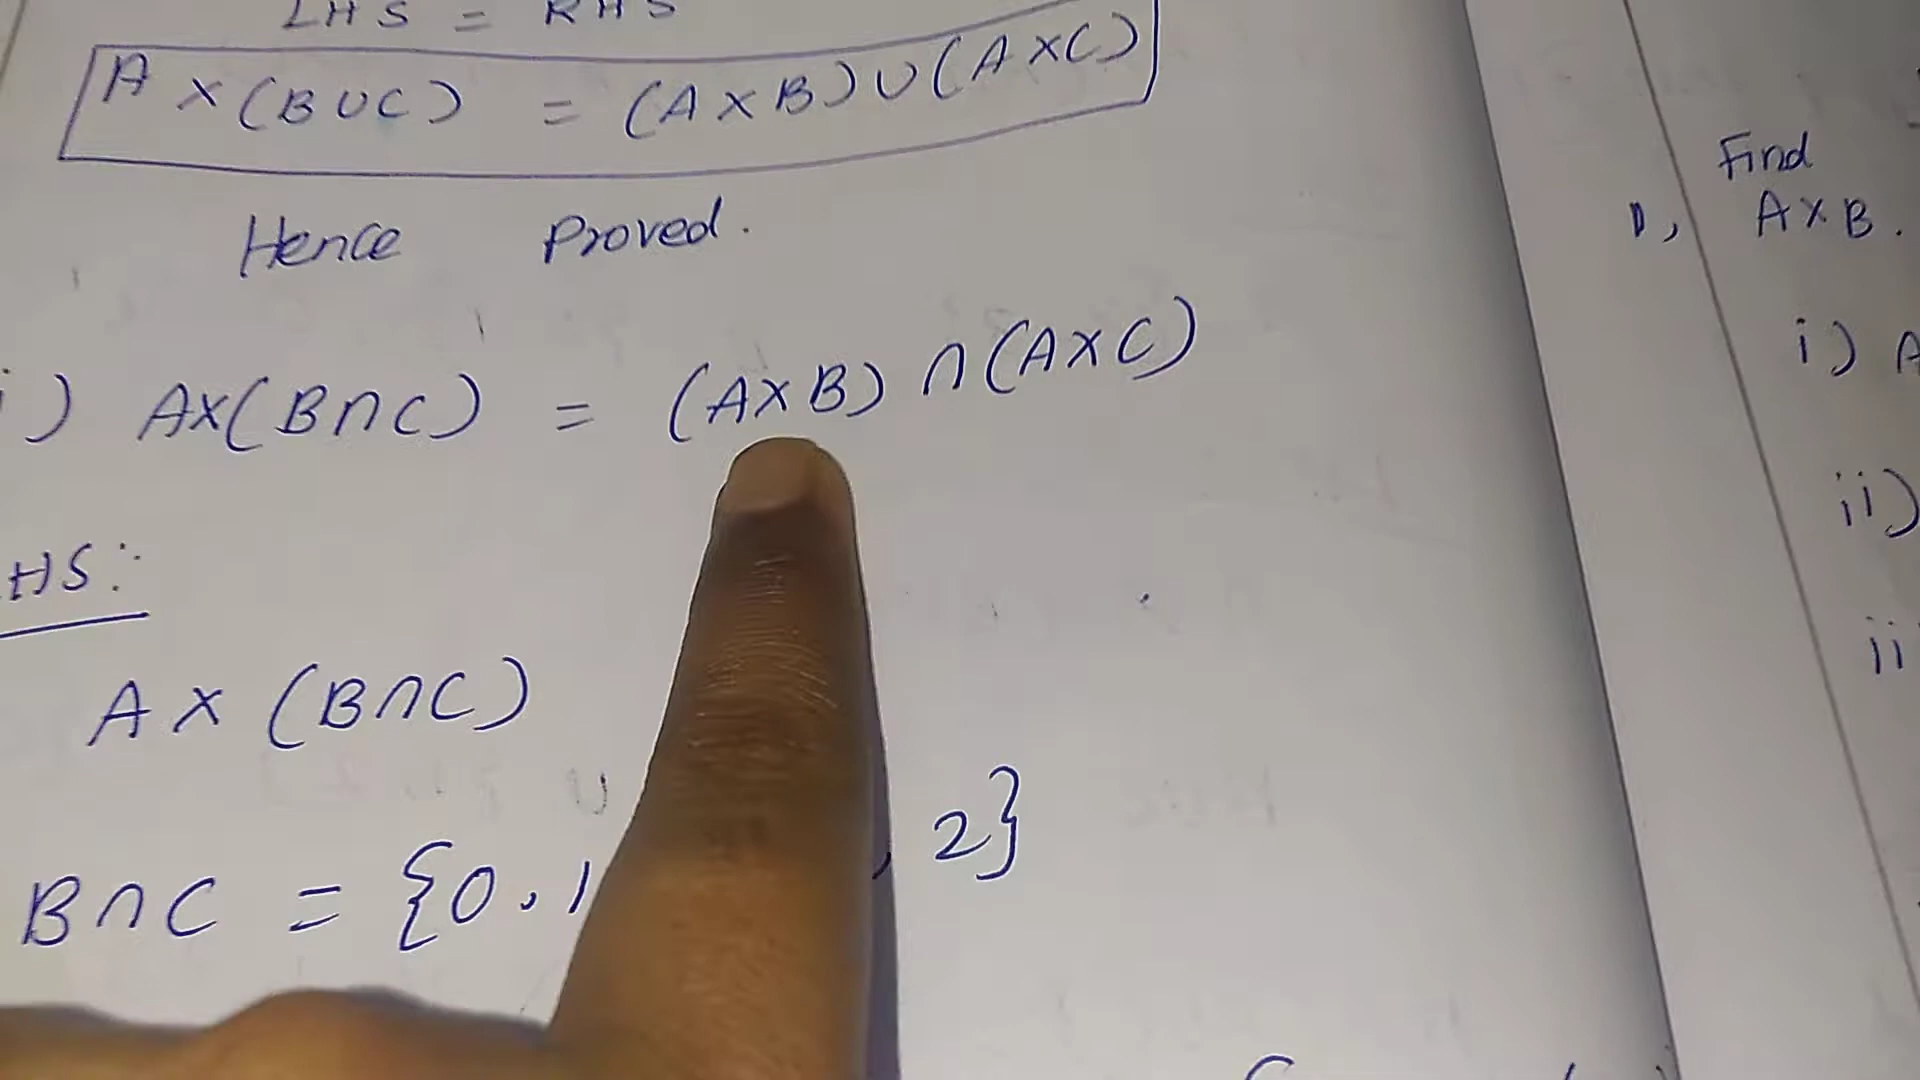 LHS = RHS
A × (B∪C) = (A×B)∪(A×C)
Hence Proved.
i) A×(B∩C) = (A×B) ∩ (A×C)
HS:
A × (B∩C)
B∩C = {0, 1 , 2}
Find
1, A×B.
i) A
ii)
ii